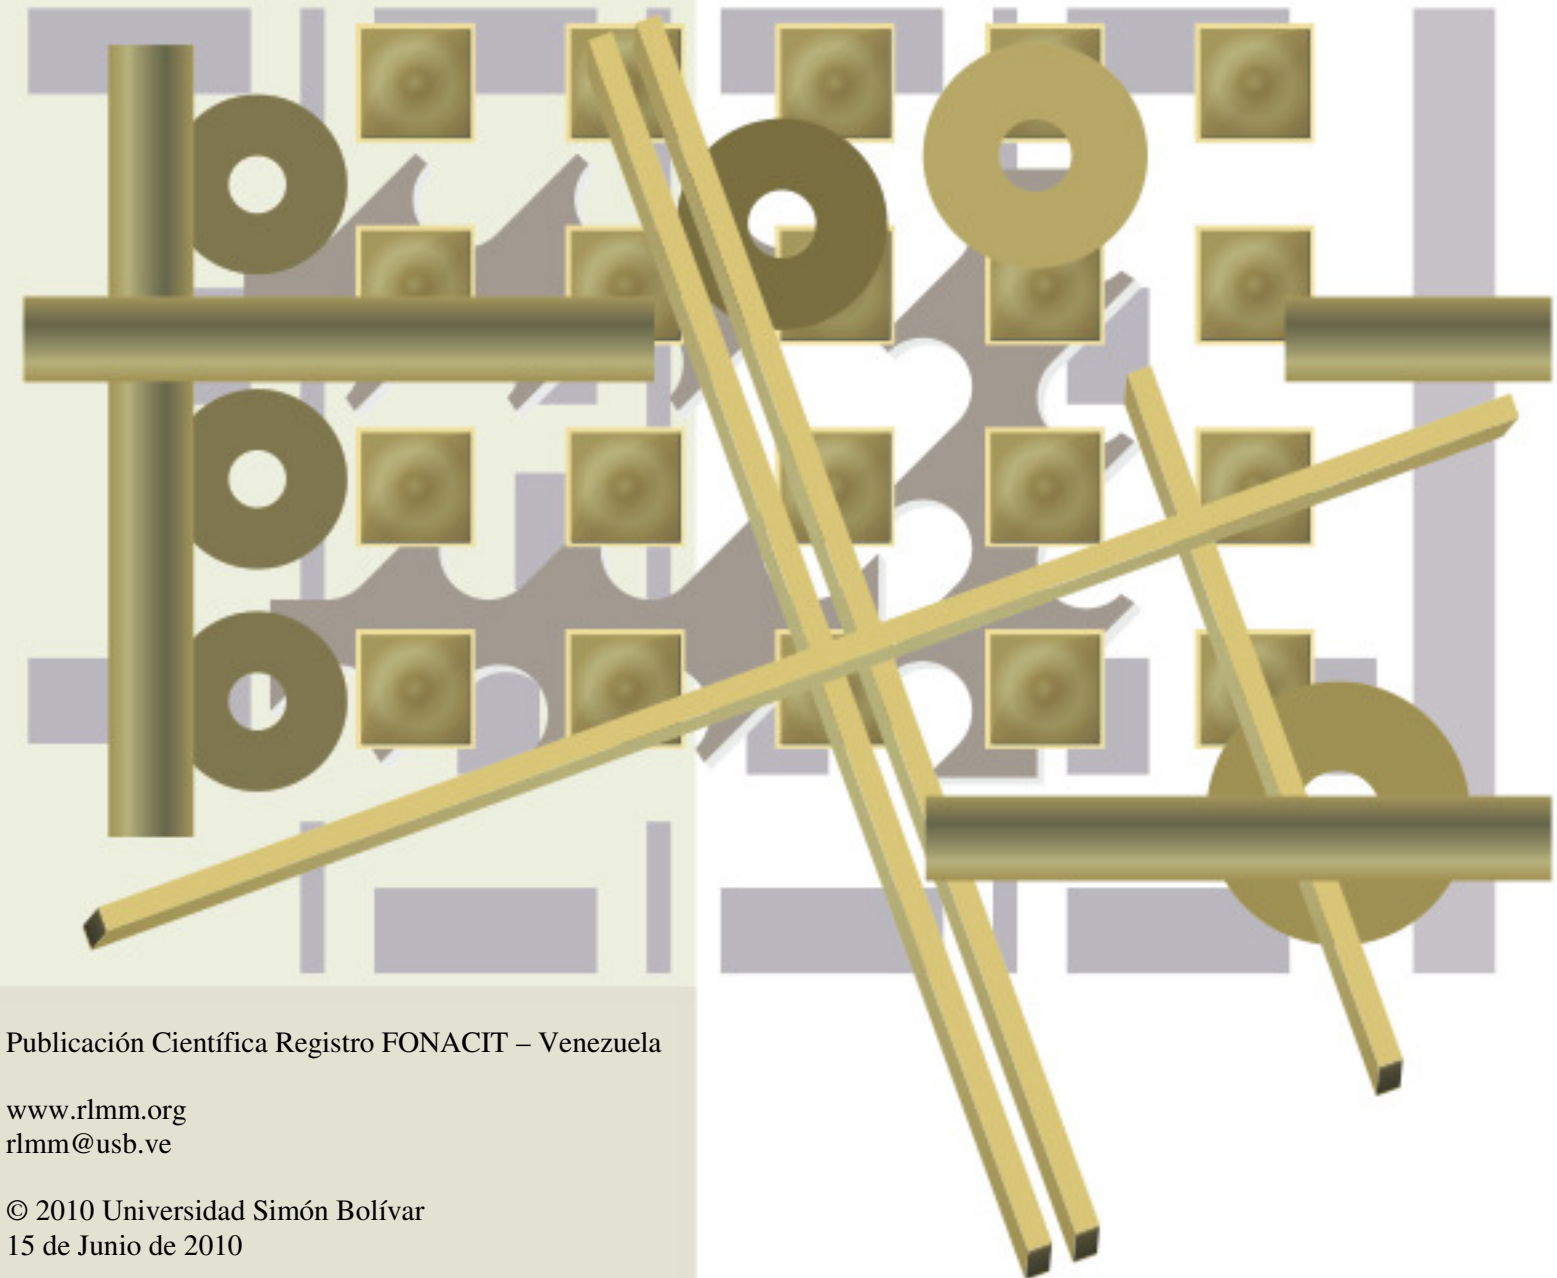 Publicación Científica Registro FONACIT – Venezuela
www.rlmm.org
rlmm@usb.ve
© 2010 Universidad Simón Bolívar
15 de Junio de 2010